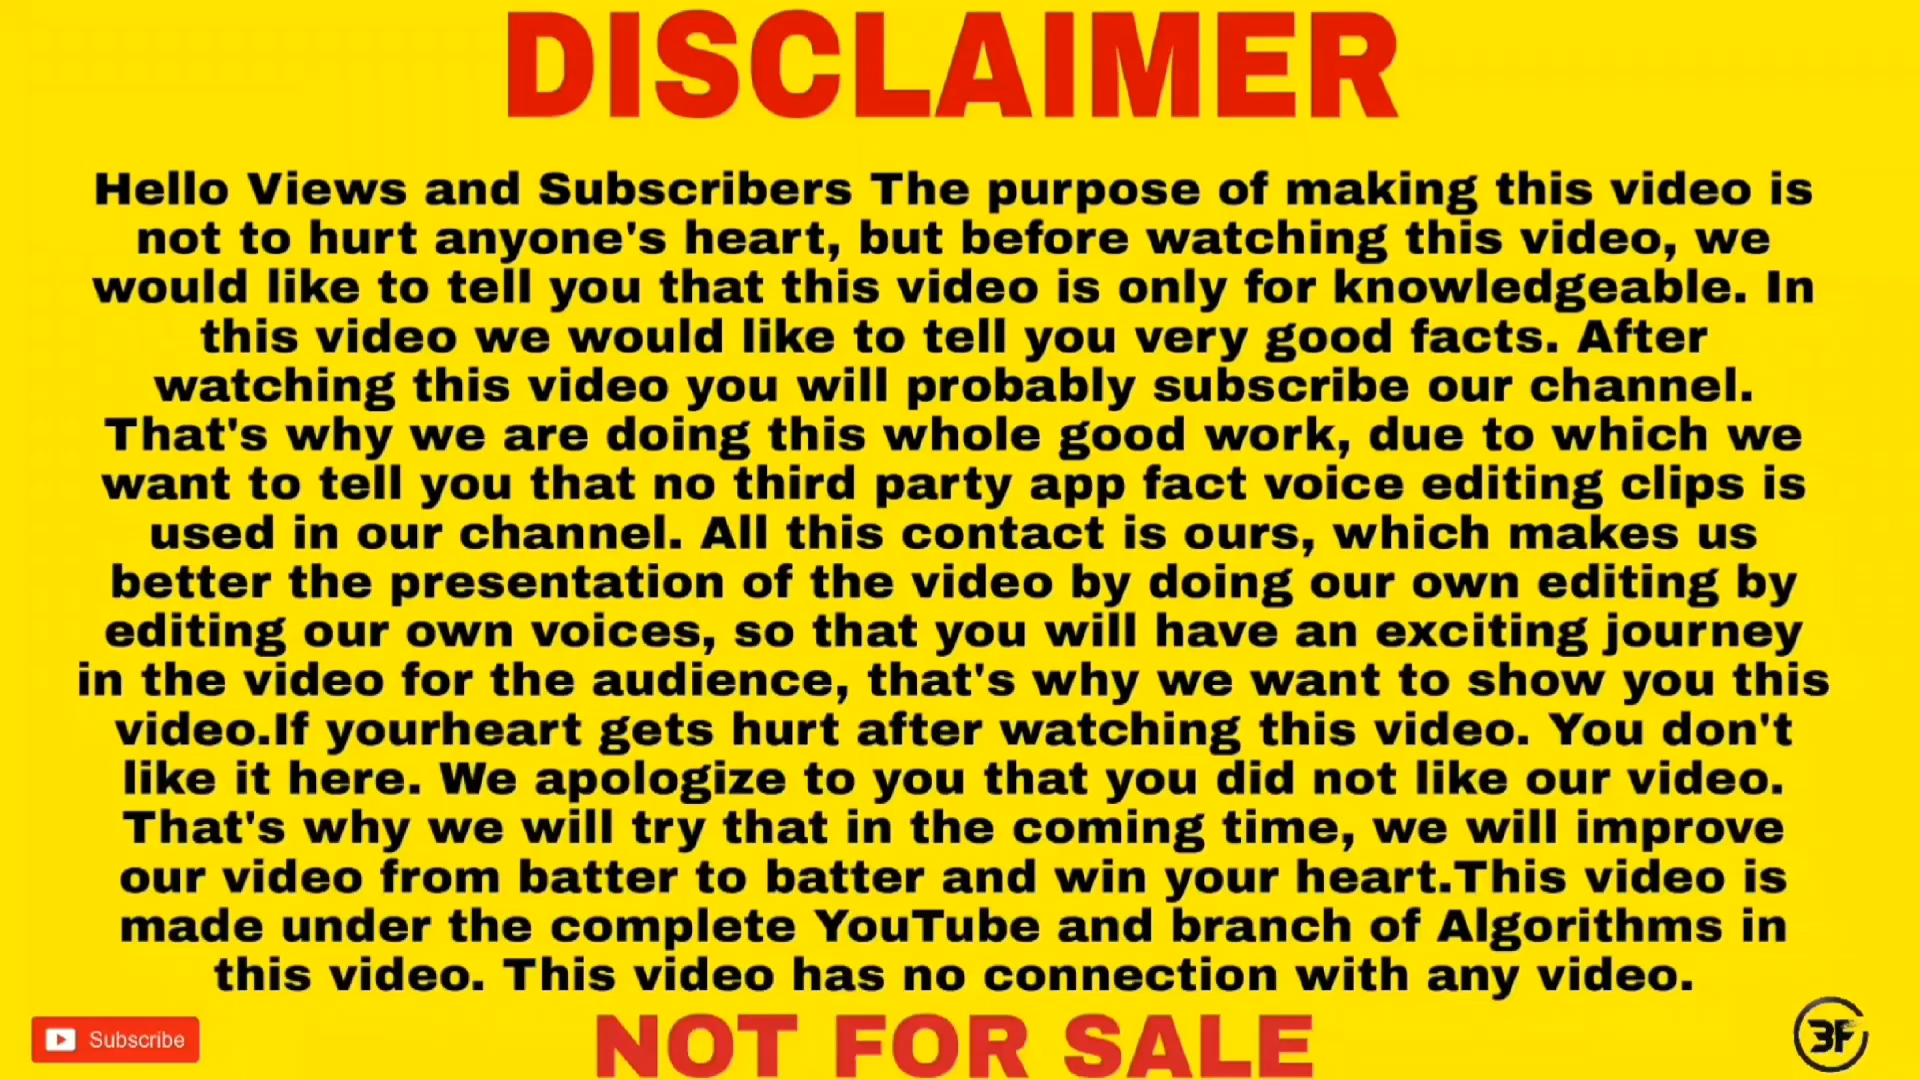 DISCLAIMER
Hello Views and Subscribers The purpose of making this video is
not to hurt anyone's heart, but before watching this video, we
would like to tell you that this video is only for knowledgeable. In
this video we would like to tell you very good facts. After
watching this video you will probably subscribe our channel.
That's why we are doing this whole good work, due to which we
want to tell you that no third party app fact voice editing clips is
used in our channel. All this contact is ours, which makes us
better the presentation of the video by doing our own editing by
editing our own voices, so that you will have an exciting journey
in the video for the audience, that's why we want to show you this
video.If yourheart gets hurt after watching this video. You don't
like it here. We apologize to you that you did not like our video.
That's why we will try that in the coming time, we will improve
our video from batter to batter and win your heart.This video is
made under the complete YouTube and branch of Algorithms in
this video. This video has no connection with any video.
NOT FOR SALE
Subscribe
3F